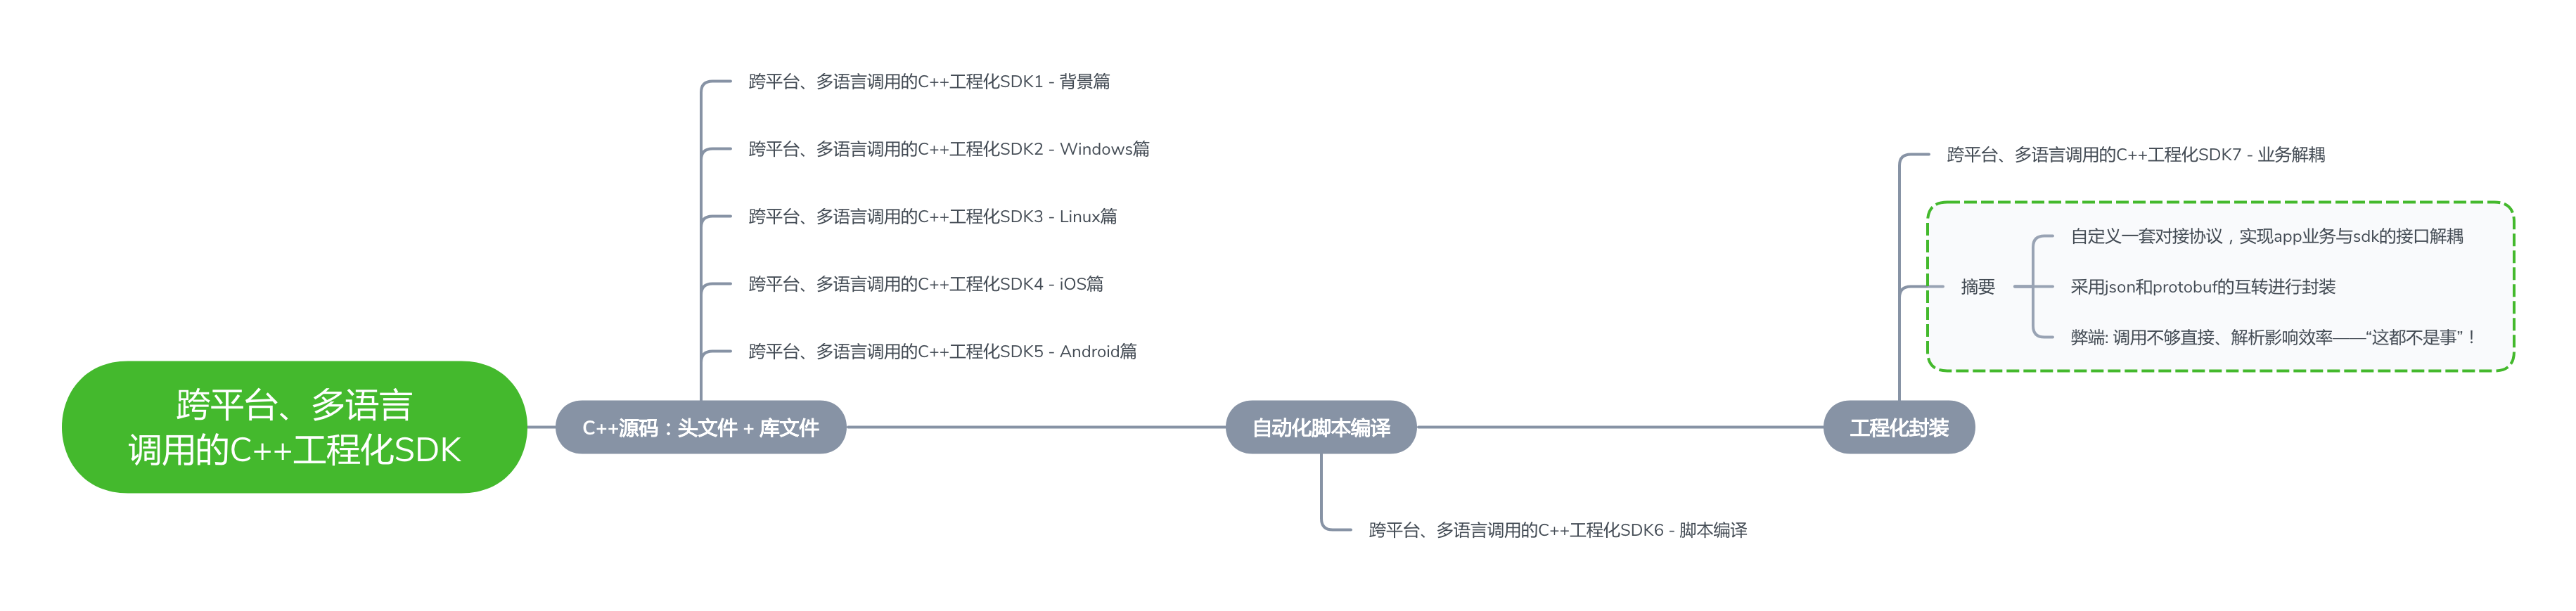 跨平台、多语言
调用的C++工程化SDK
C++源码：头文件 + 库文件
跨平台、多语言调用的C++工程化SDK1 - 背景篇
跨平台、多语言调用的C++工程化SDK2 - Windows篇
跨平台、多语言调用的C++工程化SDK3 - Linux篇
跨平台、多语言调用的C++工程化SDK4 - iOS篇
跨平台、多语言调用的C++工程化SDK5 - Android篇
自动化脚本编译
跨平台、多语言调用的C++工程化SDK6 - 脚本编译
工程化封装
跨平台、多语言调用的C++工程化SDK7 - 业务解耦
摘要
自定义一套对接协议，实现app业务与sdk的接口解耦
采用json和protobuf的互转进行封装
弊端: 调用不够直接、解析影响效率——“这都不是事”！